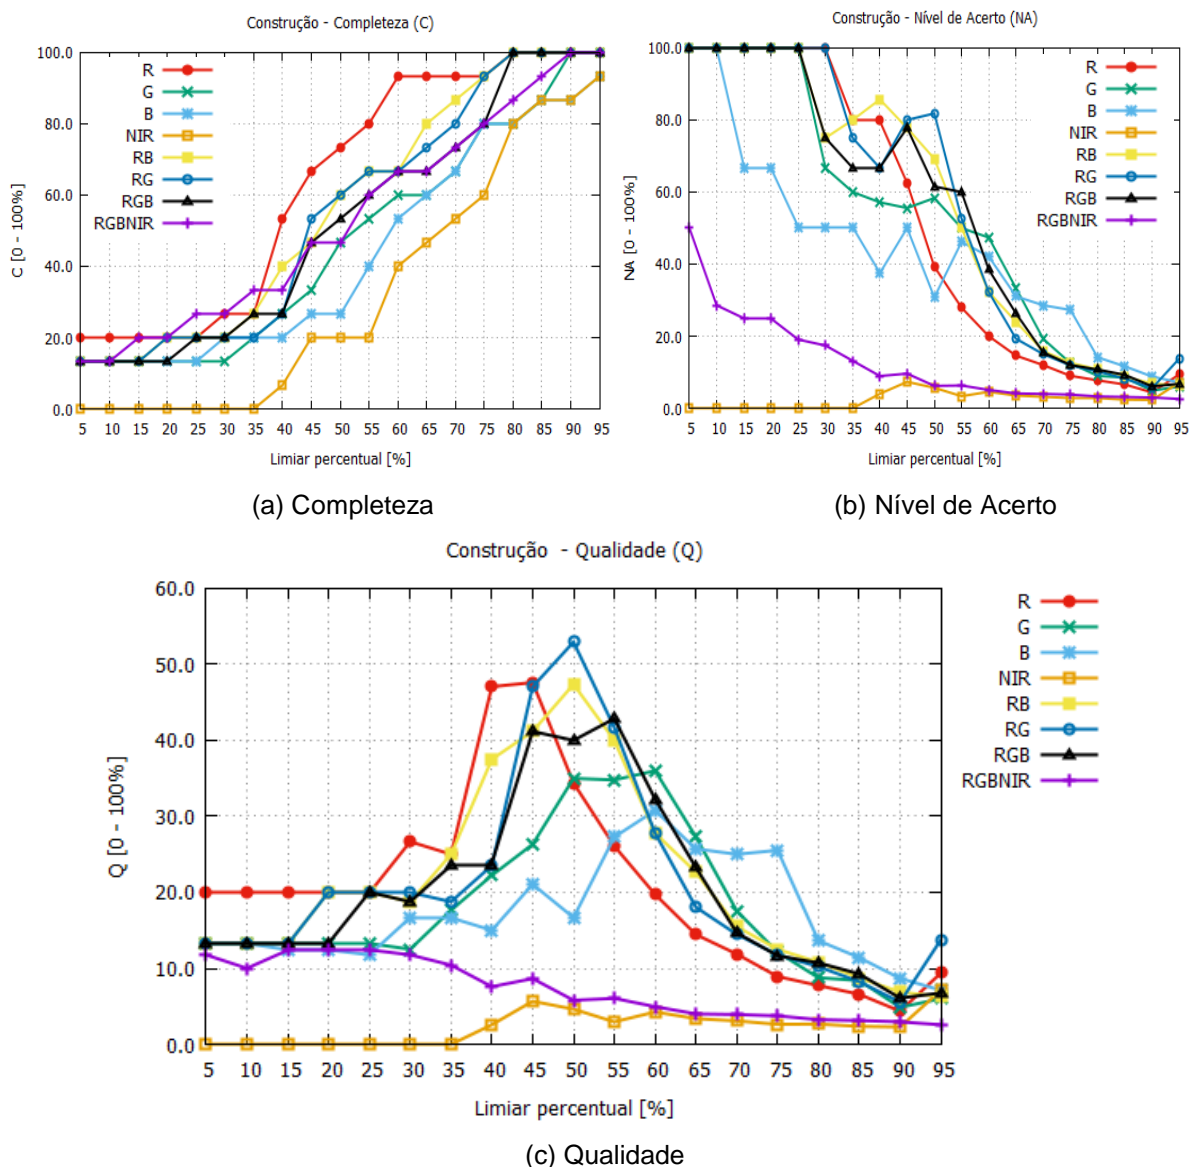 Construção - Completeza (C)
100.0
80.0
60.0
40.0
20.0
0.0
C [0 - 100%]
R
G
B
NIR
RB
RG
RGB
RGBNIR
5 10 15 20 25 30 35 40 45 50 55 60 65 70 75 80 85 90 95
Limiar percentual [%]
(a) Completeza
Construção - Nível de Acerto (NA)
100.0
80.0
60.0
40.0
20.0
0.0
NA [0 - 100%]
R
G
B
NIR
RB
RG
RGB
RGBNIR
5 10 15 20 25 30 35 40 45 50 55 60 65 70 75 80 85 90 95
Limiar percentual [%]
(b) Nível de Acerto
Construção - Qualidade (Q)
60.0
50.0
40.0
30.0
20.0
10.0
0.0
Q [0 - 100%]
R
G
B
NIR
RB
RG
RGB
RGBNIR
5 10 15 20 25 30 35 40 45 50 55 60 65 70 75 80 85 90 95
Limiar percentual [%]
(c) Qualidade